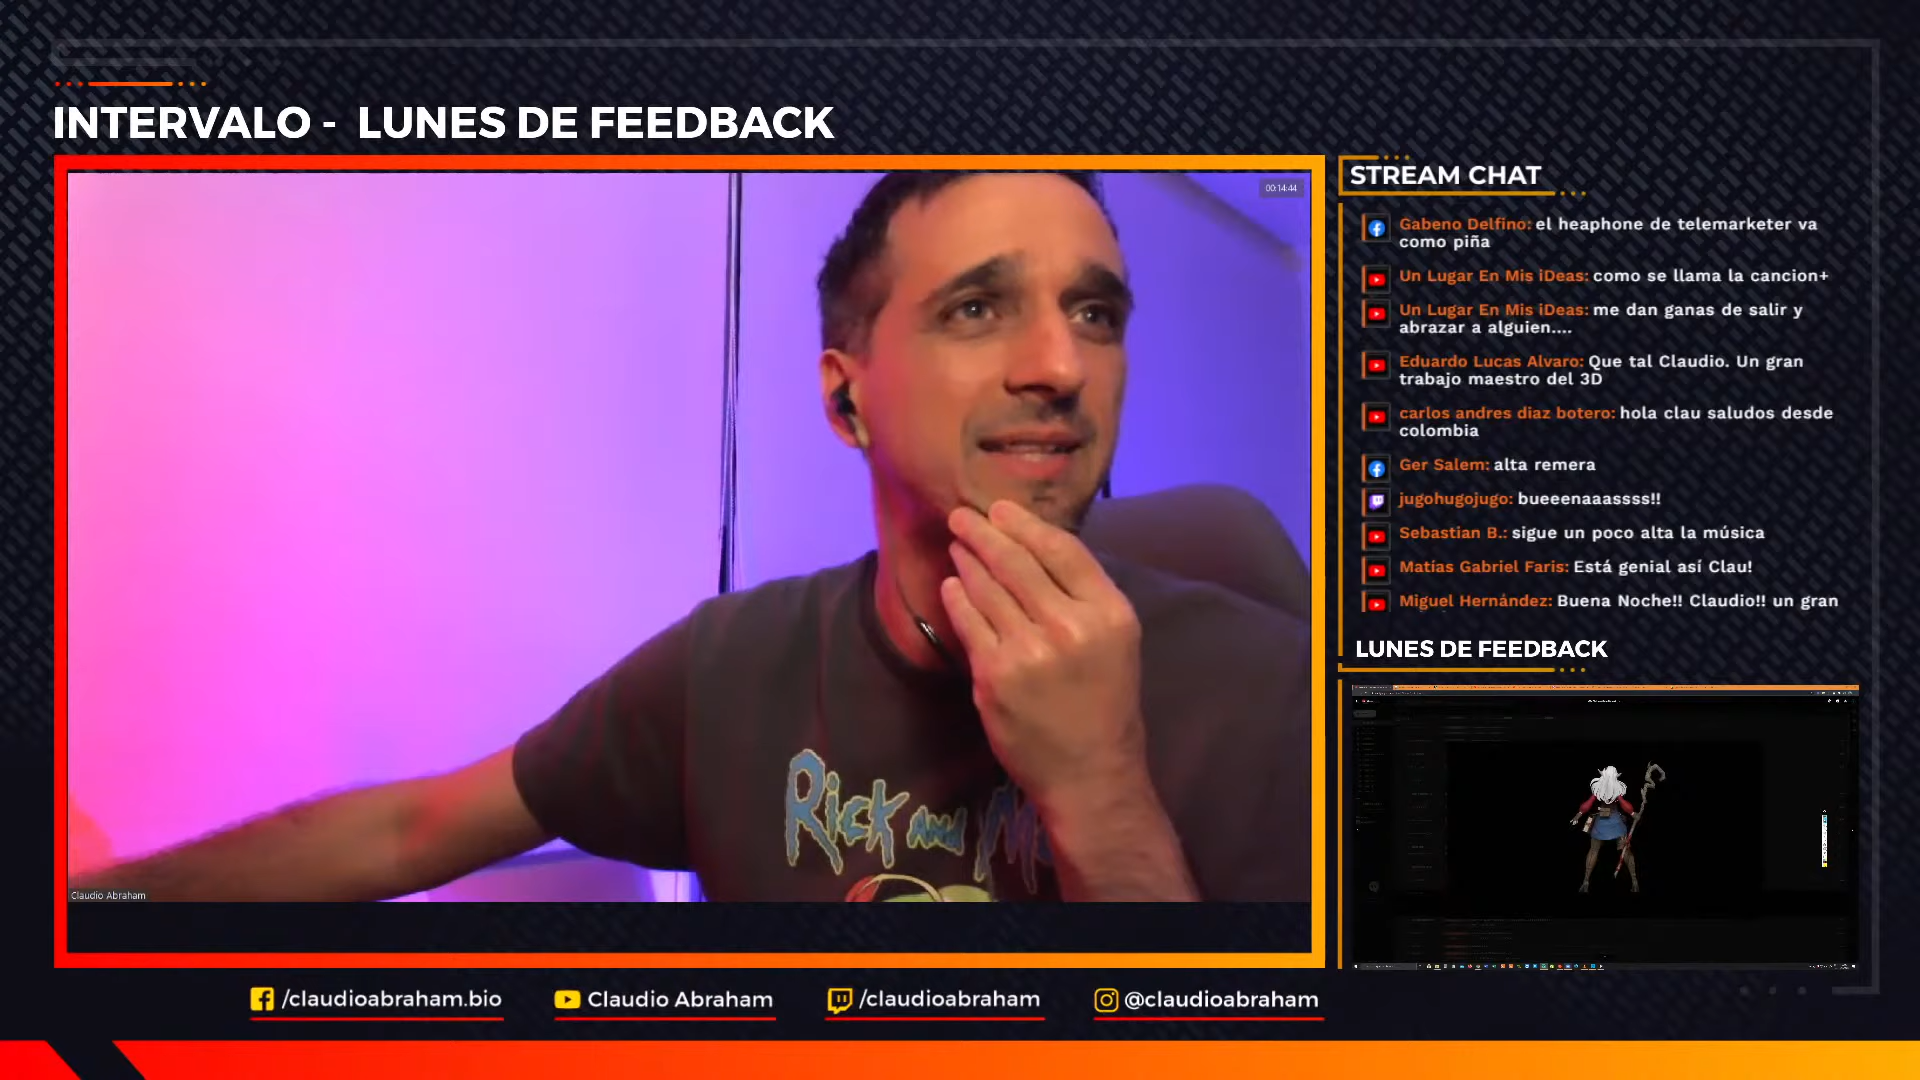 INTERVALO - LUNES DE FEEDBACK
00:14:44
RICK AND
Claudio Abraham
STREAM CHAT
Gabeno Delfino: el heaphone de telemarketer va
como piña
Un Lugar En Mis iDeas: como se llama la cancion+
Un Lugar En Mis iDeas: me dan ganas de salir y
abrazar a alguien....
Eduardo Lucas Alvaro: Que tal Claudio. Un gran
trabajo maestro del 3D
carlos andres diaz botero: hola clau saludos desde
colombia
Ger Salem: alta remera
jugohugojugo: bueeenaaassss!!
Sebastian B.: sigue un poco alta la música
Matías Gabriel Faris: Está genial así Clau!
Miguel Hernández: Buena Noche!! Claudio!! un gran
LUNES DE FEEDBACK
/claudioabraham.bio
Claudio Abraham
/claudioabraham
@claudioabraham